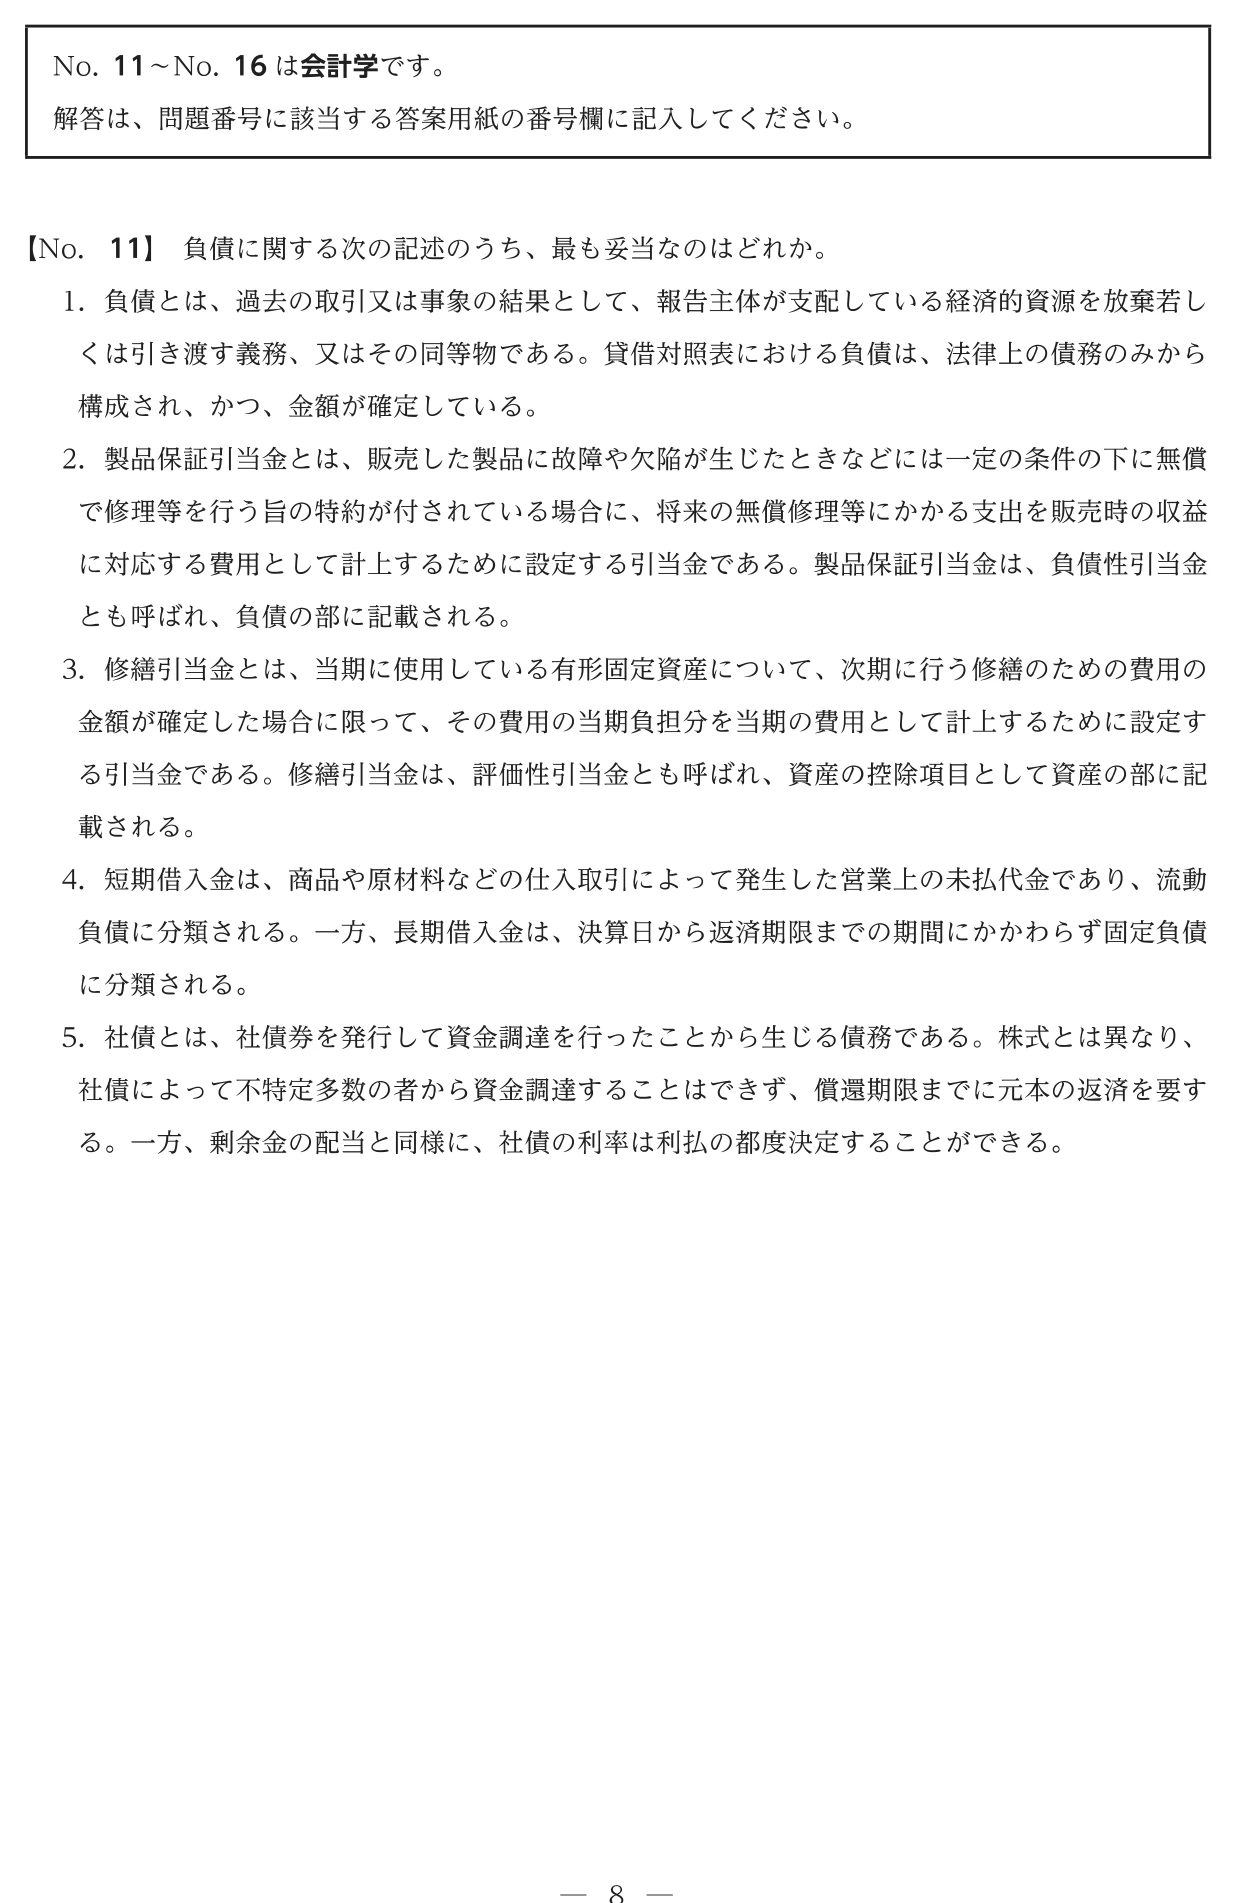 No. 11～No. 16 は会計学です。
解答は、問題番号に該当する答案用紙の番号欄に記入してください。
【No. 11】 負債に関する次の記述のうち、最も妥当なのはどれか。
1. 負債とは、過去の取引又は事象の結果として、報告主体が支配している経済的資源を放棄若し
くは引き渡す義務、又はその同等物である。貸借対照表における負債は、法律上の債務のみから
構成され、かつ、金額が確定している。
2. 製品保証引当金とは、販売した製品に故障や欠陥が生じたときなどには一定の条件の下に無償
で修理等を行う旨の特約が付されている場合に、将来の無償修理等にかかる支出を販売時の収益
に対応する費用として計上するために設定する引当金である。製品保証引当金は、負債性引当金
とも呼ばれ、負債の部に記載される。
3. 修繕引当金とは、当期に使用している有形固定資産について、次期に行う修繕のための費用の
金額が確定した場合に限って、その費用の当期負担分を当期の費用として計上するために設定す
る引当金である。修繕引当金は、評価性引当金とも呼ばれ、資産の控除項目として資産の部に記
載される。
4. 短期借入金は、商品や原材料などの仕入取引によって発生した営業上の未払代金であり、流動
負債に分類される。一方、長期借入金は、決算日から返済期限までの期間にかかわらず固定負債
に分類される。
5. 社債とは、社債券を発行して資金調達を行ったことから生じる債務である。株式とは異なり、
社債によって不特定多数の者から資金調達することはできず、償還期限までに元本の返済を要す
る。一方、剰余金の配当と同様に、社債の利率は利払の都度決定することができる。
— 8 —